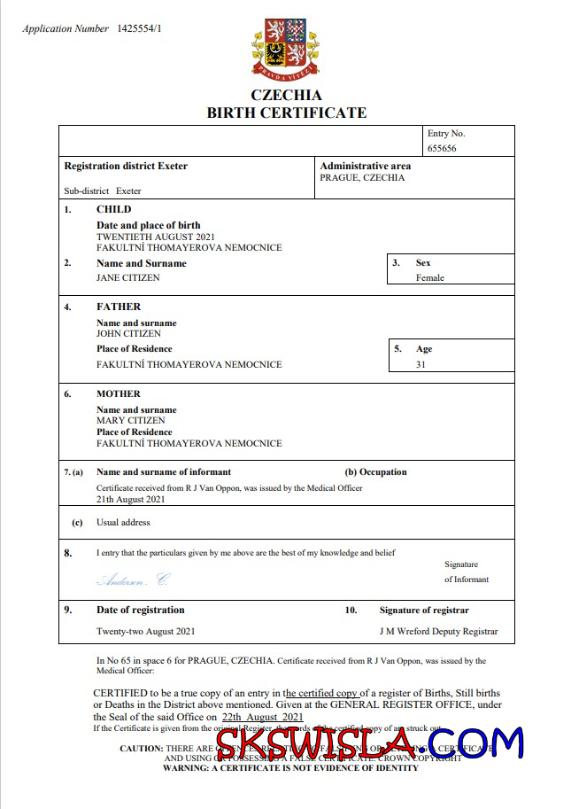 Application Number 1425554/1
PRAVDA VÍTĚZÍ
CZECHIA
BIRTH CERTIFICATE
Entry No.
655656
Registration district Exeter
Administrative area
PRAGUE, CZECHIA
Sub-district Exeter
1. CHILD
Date and place of birth
TWENTIETH AUGUST 2021
FAKULTNÍ THOMAYEROVA NEMOCNICE
2. Name and Surname
3. Sex
JANE CITIZEN
Female
4. FATHER
Name and surname
JOHN CITIZEN
Place of Residence
5. Age
FAKULTNÍ THOMAYEROVA NEMOCNICE
31
6. MOTHER
Name and surname
MARY CITIZEN
Place of Residence
FAKULTNÍ THOMAYEROVA NEMOCNICE
7. (a) Name and surname of informant (b) Occupation
Certificate received from R J Van Oppon, was issued by the Medical Officer
21th August 2021
(c) Usual address
8. I entry that the particulars given by me above are the best of my knowledge and belief
Signature
of Informant
Anderson. C.
9. Date of registration 10. Signature of registrar
Twenty-two August 2021 J M Wreford Deputy Registrar
In No 65 in space 6 for PRAGUE, CZECHIA. Certificate received from R J Van Oppon, was issued by the
Medical Officer:
CERTIFIED to be a true copy of an entry in the certified copy of a register of Births, Still births
or Deaths in the District above mentioned. Given at the GENERAL REGISTER OFFICE, under
the Seal of the said Office on 22th August 2021
If the Certificate is given from the original Register, the words of the certified copy of are struck out
SKSWISLA.COM
CAUTION: THERE ARE A CERTIFICATE
AND USING OR POSSESSING A FALSE CERTIFICATE. CROWN COPYRIGHT
WARNING: A CERTIFICATE IS NOT EVIDENCE OF IDENTITY